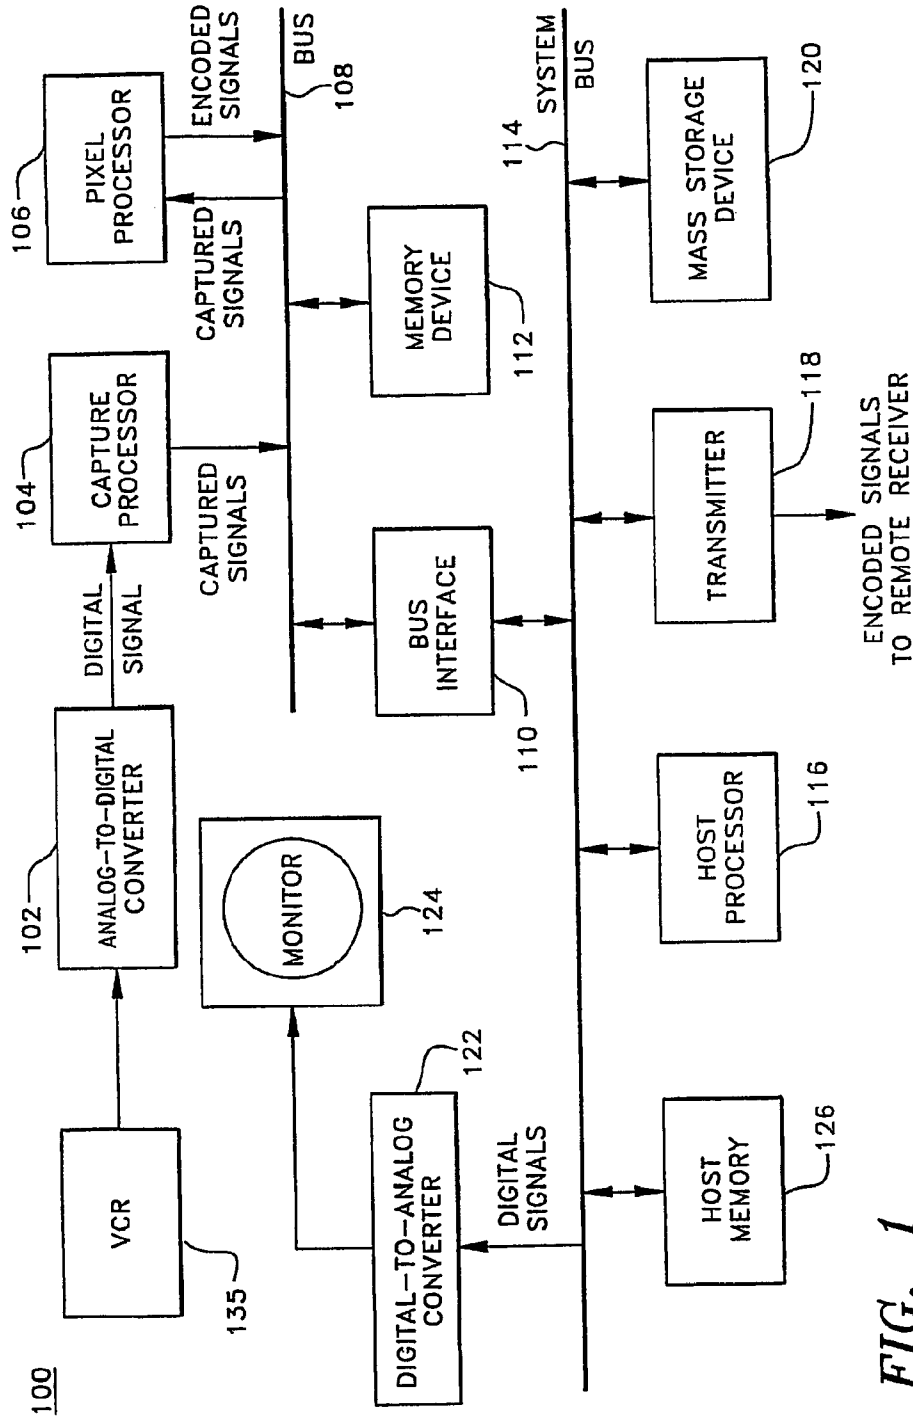 100
VCR
135
102
ANALOG-TO-DIGITAL
CONVERTER
DIGITAL
SIGNAL
104
CAPTURE
PROCESSOR
106
PIXEL
PROCESSOR
CAPTURED
SIGNALS
CAPTURED
SIGNALS
ENCODED
SIGNALS
BUS
108
MONITOR
124
122
DIGITAL-TO-ANALOG
CONVERTER
DIGITAL
SIGNALS
BUS
INTERFACE
110
MEMORY
DEVICE
112
SYSTEM
BUS
114
HOST
MEMORY
126
HOST
PROCESSOR
116
TRANSMITTER
118
MASS STORAGE
DEVICE
120
ENCODED SIGNALS
TO REMOTE RECEIVER
FIG. 1